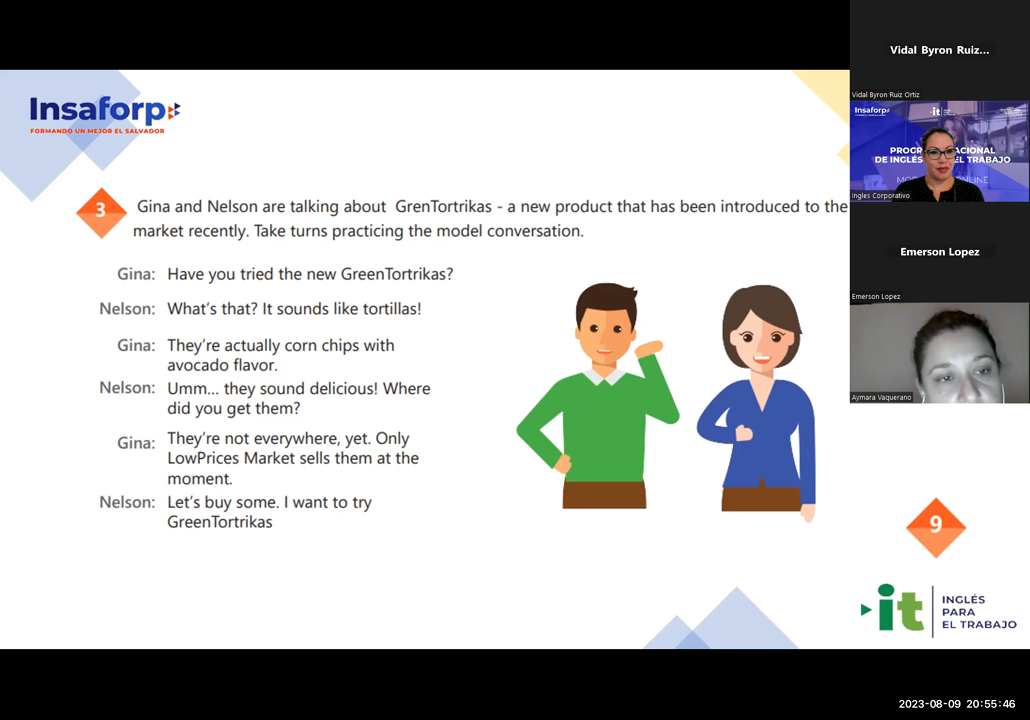 Vidal Byron Ruiz...
Vidal Byron Ruiz Ortiz
Insaforp
FORMANDO UN MEJOR EL SALVADOR
Insaforp
it
PROGR ACIONAL
DE INGLÉS EL TRABAJO
ONLINE
Ingles Corporativo
3
Gina and Nelson are talking about GrenTortrikas - a new product that has been introduced to the
market recently. Take turns practicing the model conversation.
Gina: Have you tried the new GreenTortrikas?
Nelson: What's that? It sounds like tortillas!
Gina: They're actually corn chips with
avocado flavor.
Nelson: Umm... they sound delicious! Where
did you get them?
Gina: They're not everywhere, yet. Only
LowPrices Market sells them at the
moment.
Nelson: Let's buy some. I want to try
GreenTortrikas
Emerson Lopez
Emerson Lopez
Aymara Vaquerano
9
it
INGLÉS
PARA
EL TRABAJO
2023-08-09 20:55:46